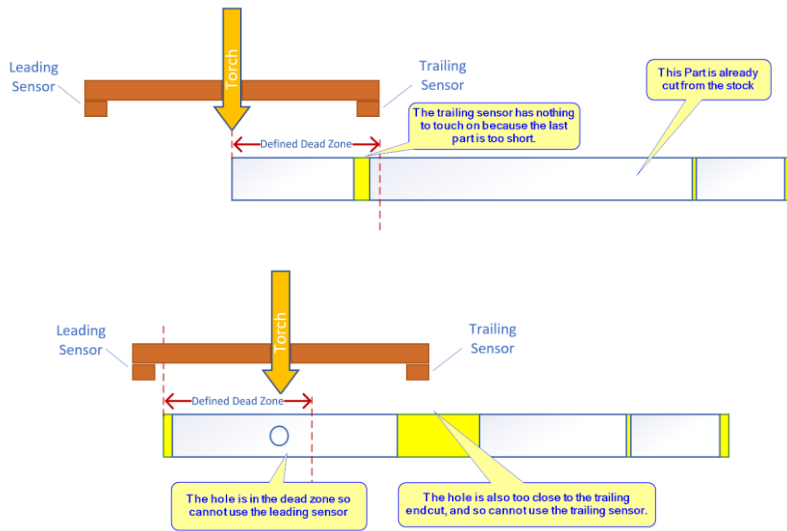 Leading
Sensor
Torch
Trailing
Sensor
This Part is already
cut from the stock
The trailing sensor has nothing
to touch on because the last
part is too short.
Defined Dead Zone
Leading
Sensor
Torch
Trailing
Sensor
Defined Dead Zone
The hole is in the dead zone so
cannot use the leading sensor
The hole is also too close to the trailing
endcut, and so cannot use the trailing sensor.